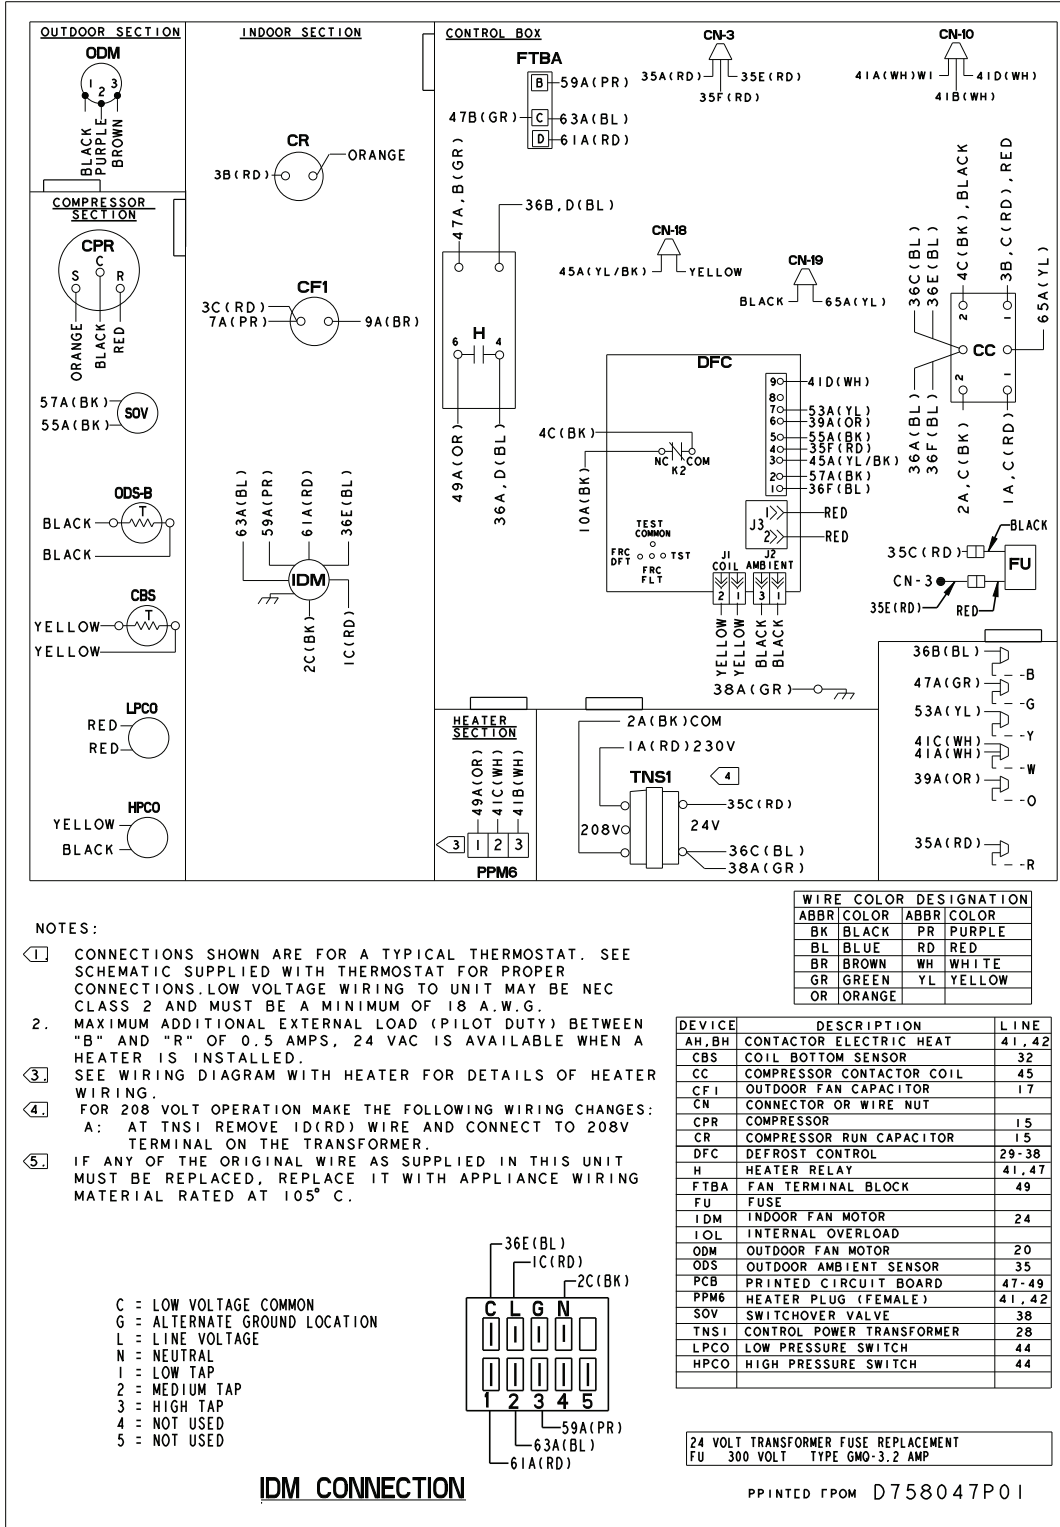 OUTDOOR SECTION
ODM
1 2 3
BLACK
PURPLE
BROWN
COMPRESSOR
SECTION
CPR
C
S R
ORANGE
BLACK
RED
57A(BK)
SOV
55A(BK)
ODS-B
T
BLACK
BLACK
CBS
T
YELLOW
YELLOW
LPCO
RED
RED
HPCO
YELLOW
BLACK
INDOOR SECTION
CR
ORANGE
3B(RD)
CF1
3C(RD)
7A(PR)
9A(BR)
63A(BL)
59A(PR)
61A(RD)
36E(BL)
IDM
2C(BK)
1C(RD)
CONTROL BOX
FTBA
B 59A(PR)
47B(GR) C 63A(BL)
D 61A(RD)
CN-3
35A(RD) 35E(RD)
35F(RD)
CN-10
41A(WH)W1 41D(WH)
41B(WH)
47A,B(GR)
36B,D(BL)
H
6 4
49A(OR)
36A,D(BL)
CN-18
45A(YL/BK) YELLOW
CN-19
BLACK 65A(YL)
36C(BL)
36E(BL)
4C(BK),BLACK
3B,C(RD),RED
65A(YL)
2 1
CC
2 1
36A(BL)
36F(BL)
2A,C(BK)
1A,C(RD)
DFC
4C(BK)
10A(BK)
NC COM
K2
9 41D(WH)
8
7 53A(YL)
6 39A(OR)
5 55A(BK)
4 35F(RD)
3 45A(YL/BK)
2 57A(BK)
1 36F(BL)
J3
1 RED
2 RED
TEST
COMMON
FRC
DFT
TST
FRC
FLT
J1
COIL
J2
AMBIENT
2 1 3 1
YELLOW
YELLOW
BLACK
BLACK
38A(GR)
BLACK
35C(RD)
FU
CN-3
35E(RD)
RED
36B(BL)
B
47A(GR)
G
53A(YL)
Y
41C(WH)
41A(WH)
W
39A(OR)
O
35A(RD)
R
HEATER
SECTION
49A(OR)
41C(WH)
41B(WH)
3 1 2 3
PPM6
2A(BK)COM
1A(RD)230V
TNS1 4
35C(RD)
208V 24V
36C(BL)
38A(GR)
WIRE COLOR DESIGNATION
ABBR COLOR ABBR COLOR
BK BLACK PR PURPLE
BL BLUE RD RED
BR BROWN WH WHITE
GR GREEN YL YELLOW
OR ORANGE
NOTES:
1. CONNECTIONS SHOWN ARE FOR A TYPICAL THERMOSTAT. SEE
SCHEMATIC SUPPLIED WITH THERMOSTAT FOR PROPER
CONNECTIONS.LOW VOLTAGE WIRING TO UNIT MAY BE NEC
CLASS 2 AND MUST BE A MINIMUM OF 18 A.W.G.
2. MAXIMUM ADDITIONAL EXTERNAL LOAD (PILOT DUTY) BETWEEN
"B" AND "R" OF 0.5 AMPS, 24 VAC IS AVAILABLE WHEN A
HEATER IS INSTALLED.
3. SEE WIRING DIAGRAM WITH HEATER FOR DETAILS OF HEATER
WIRING.
4. FOR 208 VOLT OPERATION MAKE THE FOLLOWING WIRING CHANGES:
A: AT TNS1 REMOVE 1D(RD) WIRE AND CONNECT TO 208V
TERMINAL ON THE TRANSFORMER.
5. IF ANY OF THE ORIGINAL WIRE AS SUPPLIED IN THIS UNIT
MUST BE REPLACED, REPLACE IT WITH APPLIANCE WIRING
MATERIAL RATED AT 105° C.
DEVICE DESCRIPTION LINE
AH,BH CONTACTOR ELECTRIC HEAT 41,42
CBS COIL BOTTOM SENSOR 32
CC COMPRESSOR CONTACTOR COIL 45
CF1 OUTDOOR FAN CAPACITOR 17
CN CONNECTOR OR WIRE NUT
CPR COMPRESSOR 15
CR COMPRESSOR RUN CAPACITOR 15
DFC DEFROST CONTROL 29-38
H HEATER RELAY 41,47
FTBA FAN TERMINAL BLOCK 49
FU FUSE
IDM INDOOR FAN MOTOR 24
IOL INTERNAL OVERLOAD
ODM OUTDOOR FAN MOTOR 20
ODS OUTDOOR AMBIENT SENSOR 35
PCB PRINTED CIRCUIT BOARD 47-49
PPM6 HEATER PLUG (FEMALE) 41,42
SOV SWITCHOVER VALVE 38
TNS1 CONTROL POWER TRANSFORMER 28
LPCO LOW PRESSURE SWITCH 44
HPCO HIGH PRESSURE SWITCH 44
C = LOW VOLTAGE COMMON
G = ALTERNATE GROUND LOCATION
L = LINE VOLTAGE
N = NEUTRAL
1 = LOW TAP
2 = MEDIUM TAP
3 = HIGH TAP
4 = NOT USED
5 = NOT USED
36E(BL)
1C(RD)
2C(BK)
C L G N
1 2 3 4 5
59A(PR)
63A(BL)
61A(RD)
IDM CONNECTION
24 VOLT TRANSFORMER FUSE REPLACEMENT
FU 300 VOLT TYPE GMQ-3.2 AMP
PPINTED ГPOM D758047P01